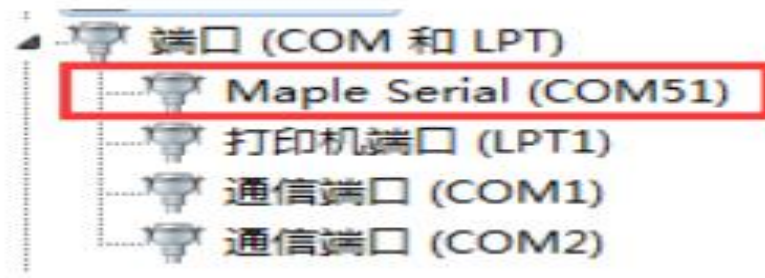 端口 (COM 和 LPT)
Maple Serial (COM51)
打印机端口 (LPT1)
通信端口 (COM1)
通信端口 (COM2)